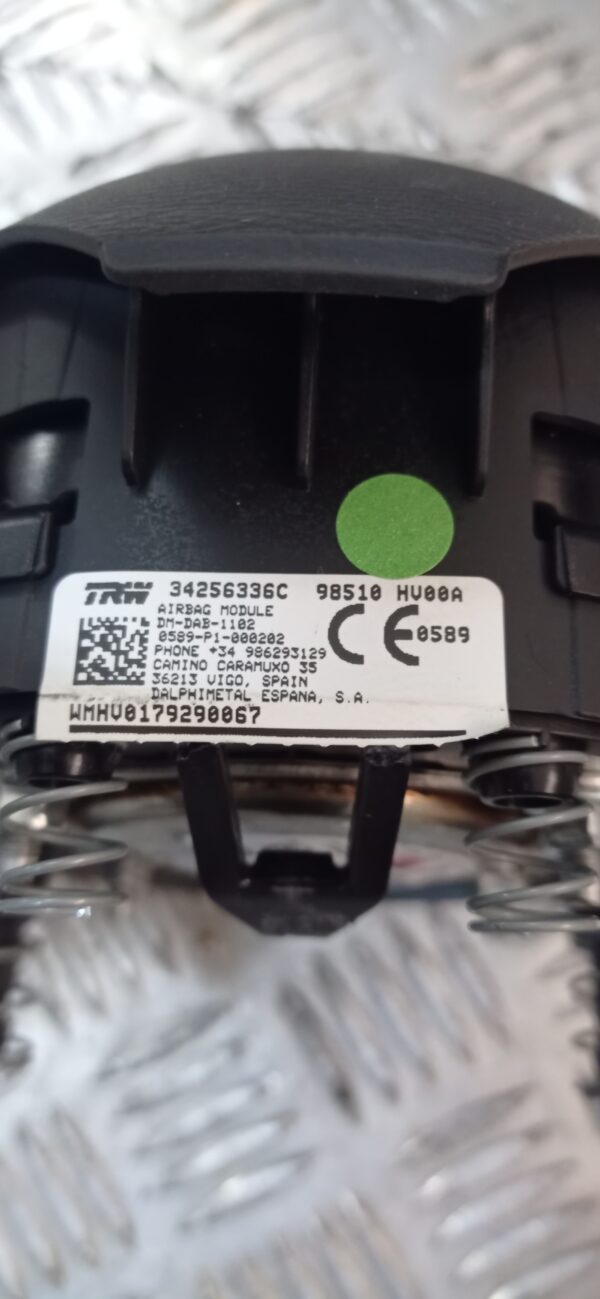 TRW 34256336C 98510 HV00A
AIRBAG MODULE
DM-DAB-1102
0589-P1-000202
CE 0589
PHONE +34 986293129
CAMINO CARAMUXO 35
36213 VIGO, SPAIN
DALPHIMETAL ESPANA, S.A.
WMHV0179290067